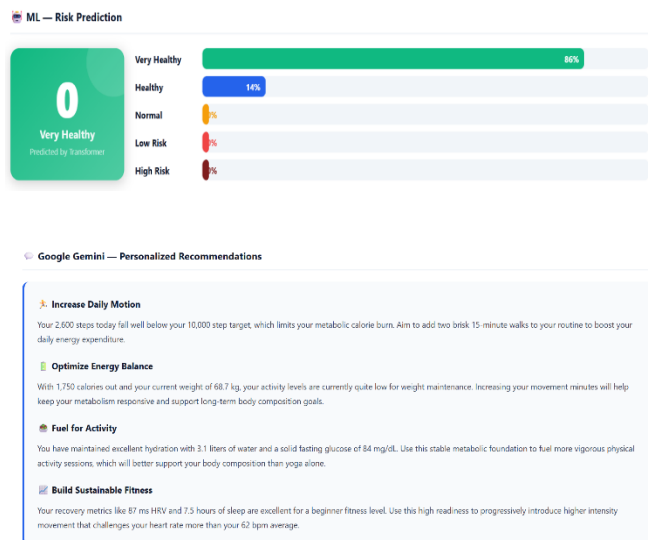 ML — Risk Prediction
0
Very Healthy
Predicted by Transformer
Very Healthy
86%
Healthy
14%
Normal
%
Low Risk
%
High Risk
%
Google Gemini — Personalized Recommendations
Increase Daily Motion
Your 2,600 steps today fall well below your 10,000 step target, which limits your metabolic calorie burn. Aim to add two brisk 15-minute walks to your routine to boost your
daily energy expenditure.
Optimize Energy Balance
With 1,750 calories out and your current weight of 68.7 kg, your activity levels are currently quite low for weight maintenance. Increasing your movement minutes will help
keep your metabolism responsive and support long-term body composition goals.
Fuel for Activity
You have maintained excellent hydration with 3.1 liters of water and a solid fasting glucose of 84 mg/dL. Use this stable metabolic foundation to fuel more vigorous physical
activity sessions, which will better support your body composition than yoga alone.
Build Sustainable Fitness
Your recovery metrics like 87 ms HRV and 7.5 hours of sleep are excellent for a beginner fitness level. Use this high readiness to progressively introduce higher intensity
movement that challenges your heart rate more than your 62 bpm average.